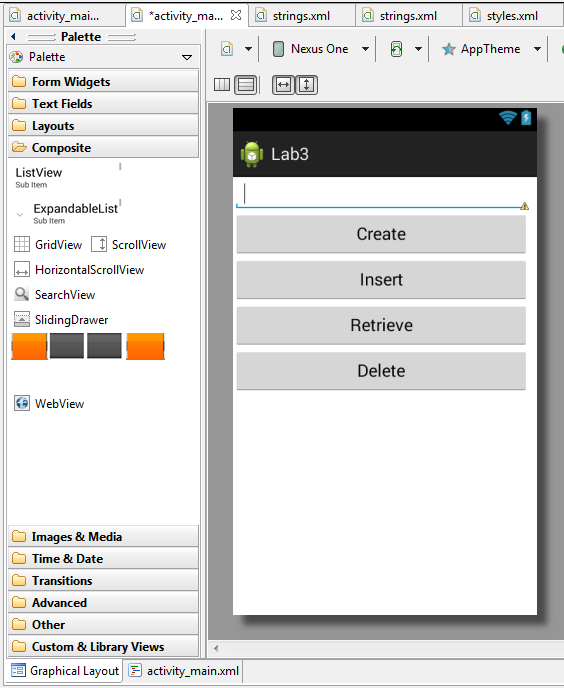 activity_mai...
*activity_ma...
strings.xml
strings.xml
styles.xml
Palette
Palette
Nexus One
AppTheme
Form Widgets
Text Fields
Layouts
Composite
ListView
Sub Item
ExpandableList
Sub Item
GridView
ScrollView
HorizontalScrollView
SearchView
SlidingDrawer
WebView
Images & Media
Time & Date
Transitions
Advanced
Other
Custom & Library Views
Lab3
Create
Insert
Retrieve
Delete
Graphical Layout
activity_main.xml